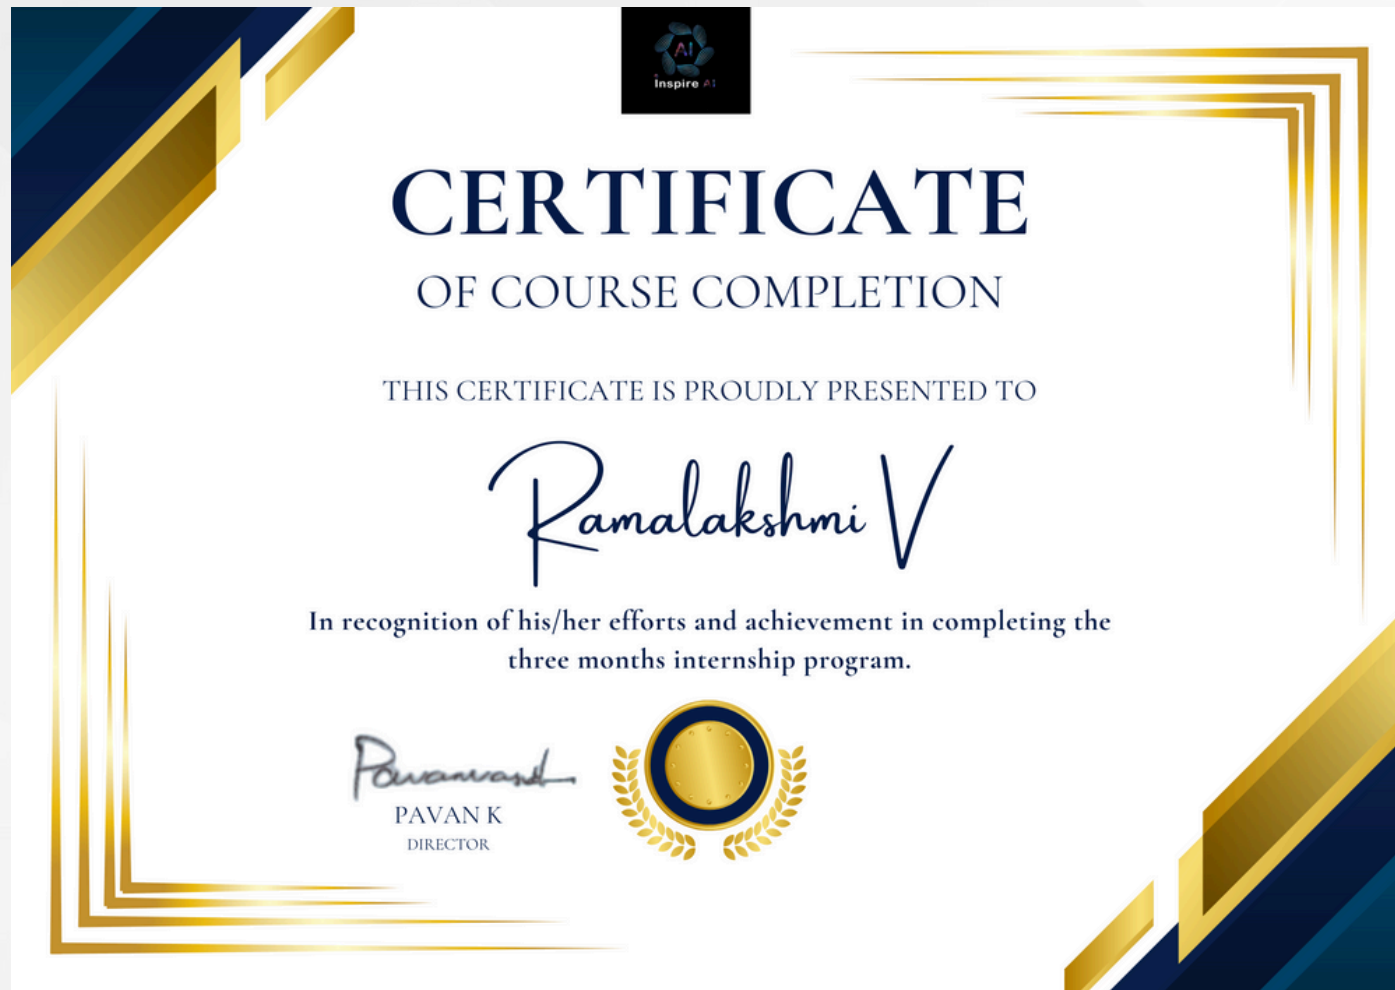 AI
Inspire AI
CERTIFICATE
OF COURSE COMPLETION
THIS CERTIFICATE IS PROUDLY PRESENTED TO
Ramalakshmi V
In recognition of his/her efforts and achievement in completing the
three months internship program.
PAVAN K
DIRECTOR